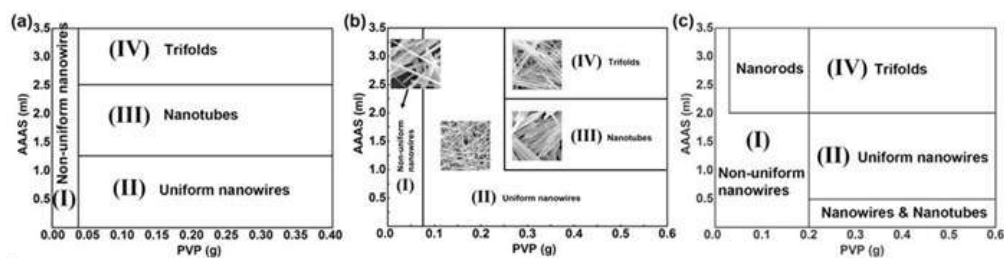 (a)
AAAS (ml)
3.5
3.0
2.5
2.0
1.5
1.0
0.5
Non-uniform nanowires
(I)
(IV) Trifolds
(III) Nanotubes
(II) Uniform nanowires
0.00 0.05 0.10 0.15 0.20 0.25 0.30 0.35 0.40
PVP (g)
(b)
AAAS (ml)
3.5
3.0
2.5
2.0
1.5
1.0
0.5
Non-uniform
nanowires
(I)
(IV) Trifolds
(III) Nanotubes
(II) Uniform nanowires
0.0 0.1 0.2 0.3 0.4 0.5 0.6
PVP (g)
(c)
AAAS (ml)
3.5
3.0
2.5
2.0
1.5
1.0
0.5
Nanorods
(IV) Trifolds
(I)
Non-uniform
nanowires
(II) Uniform nanowires
Nanowires & Nanotubes
0.0 0.1 0.2 0.3 0.4 0.5 0.6
PVP (g)